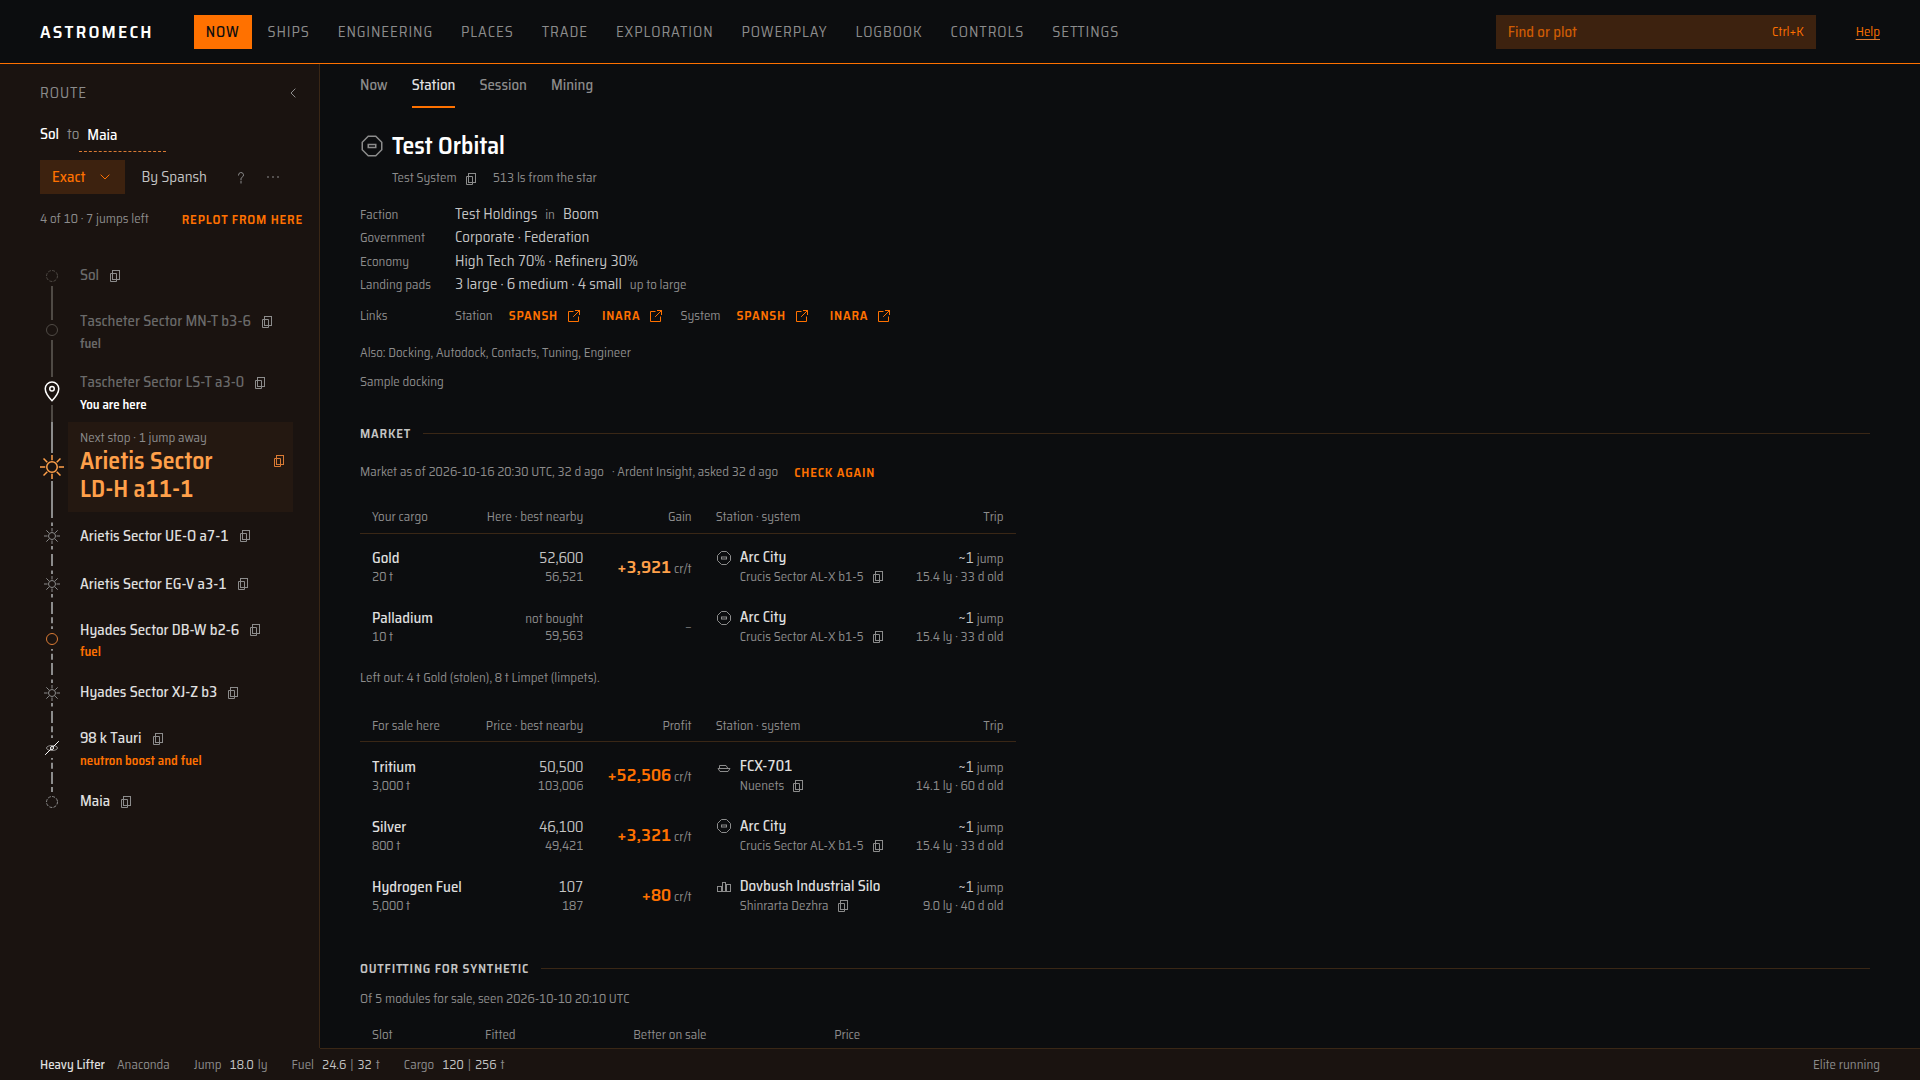 ASTROMECH NOW SHIPS ENGINEERING PLACES TRADE EXPLORATION POWERPLAY LOGBOOK CONTROLS SETTINGS Find or plot Ctrl+K Help
ROUTE
Sol to Maia
Exact By Spansh ? ...
4 of 10 · 7 jumps left REPLOT FROM HERE
Sol
Tascheter Sector MN-T b3-6
fuel
Tascheter Sector LS-T a3-0
You are here
Next stop · 1 jump away
Arietis Sector
LD-H a11-1
Arietis Sector UE-O a7-1
Arietis Sector EG-V a3-1
Hyades Sector DB-W b2-6
fuel
Hyades Sector XJ-Z b3
98 k Tauri
neutron boost and fuel
Maia
Now Station Session Mining
Test Orbital
Test System 513 ls from the star
Faction Test Holdings in Boom
Government Corporate · Federation
Economy High Tech 70% · Refinery 30%
Landing pads 3 large · 6 medium · 4 small up to large
Links Station SPANSH INARA System SPANSH INARA
Also: Docking, Autodock, Contacts, Tuning, Engineer
Sample docking
MARKET
Market as of 2026-10-16 20:30 UTC, 32 d ago · Ardent Insight, asked 32 d ago CHECK AGAIN
Your cargo Here · best nearby Gain Station · system Trip
Gold 52,600 +3,921 cr/t Arc City ~1 jump
20 t 56,521 Crucis Sector AL-X b1-5 15.4 ly · 33 d old
Palladium not bought – Arc City ~1 jump
10 t 59,563 Crucis Sector AL-X b1-5 15.4 ly · 33 d old
Left out: 4 t Gold (stolen), 8 t Limpet (limpets).
For sale here Price · best nearby Profit Station · system Trip
Tritium 50,500 +52,506 cr/t FCX-701 ~1 jump
3,000 t 103,006 Nuenets 14.1 ly · 60 d old
Silver 46,100 +3,321 cr/t Arc City ~1 jump
800 t 49,421 Crucis Sector AL-X b1-5 15.4 ly · 33 d old
Hydrogen Fuel 107 +80 cr/t Dovbush Industrial Silo ~1 jump
5,000 t 187 Shinrarta Dezhra 9.0 ly · 40 d old
OUTFITTING FOR SYNTHETIC
Of 5 modules for sale, seen 2026-10-10 20:10 UTC
Slot Fitted Better on sale Price
Heavy Lifter Anaconda Jump 18.0 ly Fuel 24.6 | 32 t Cargo 120 | 256 t Elite running